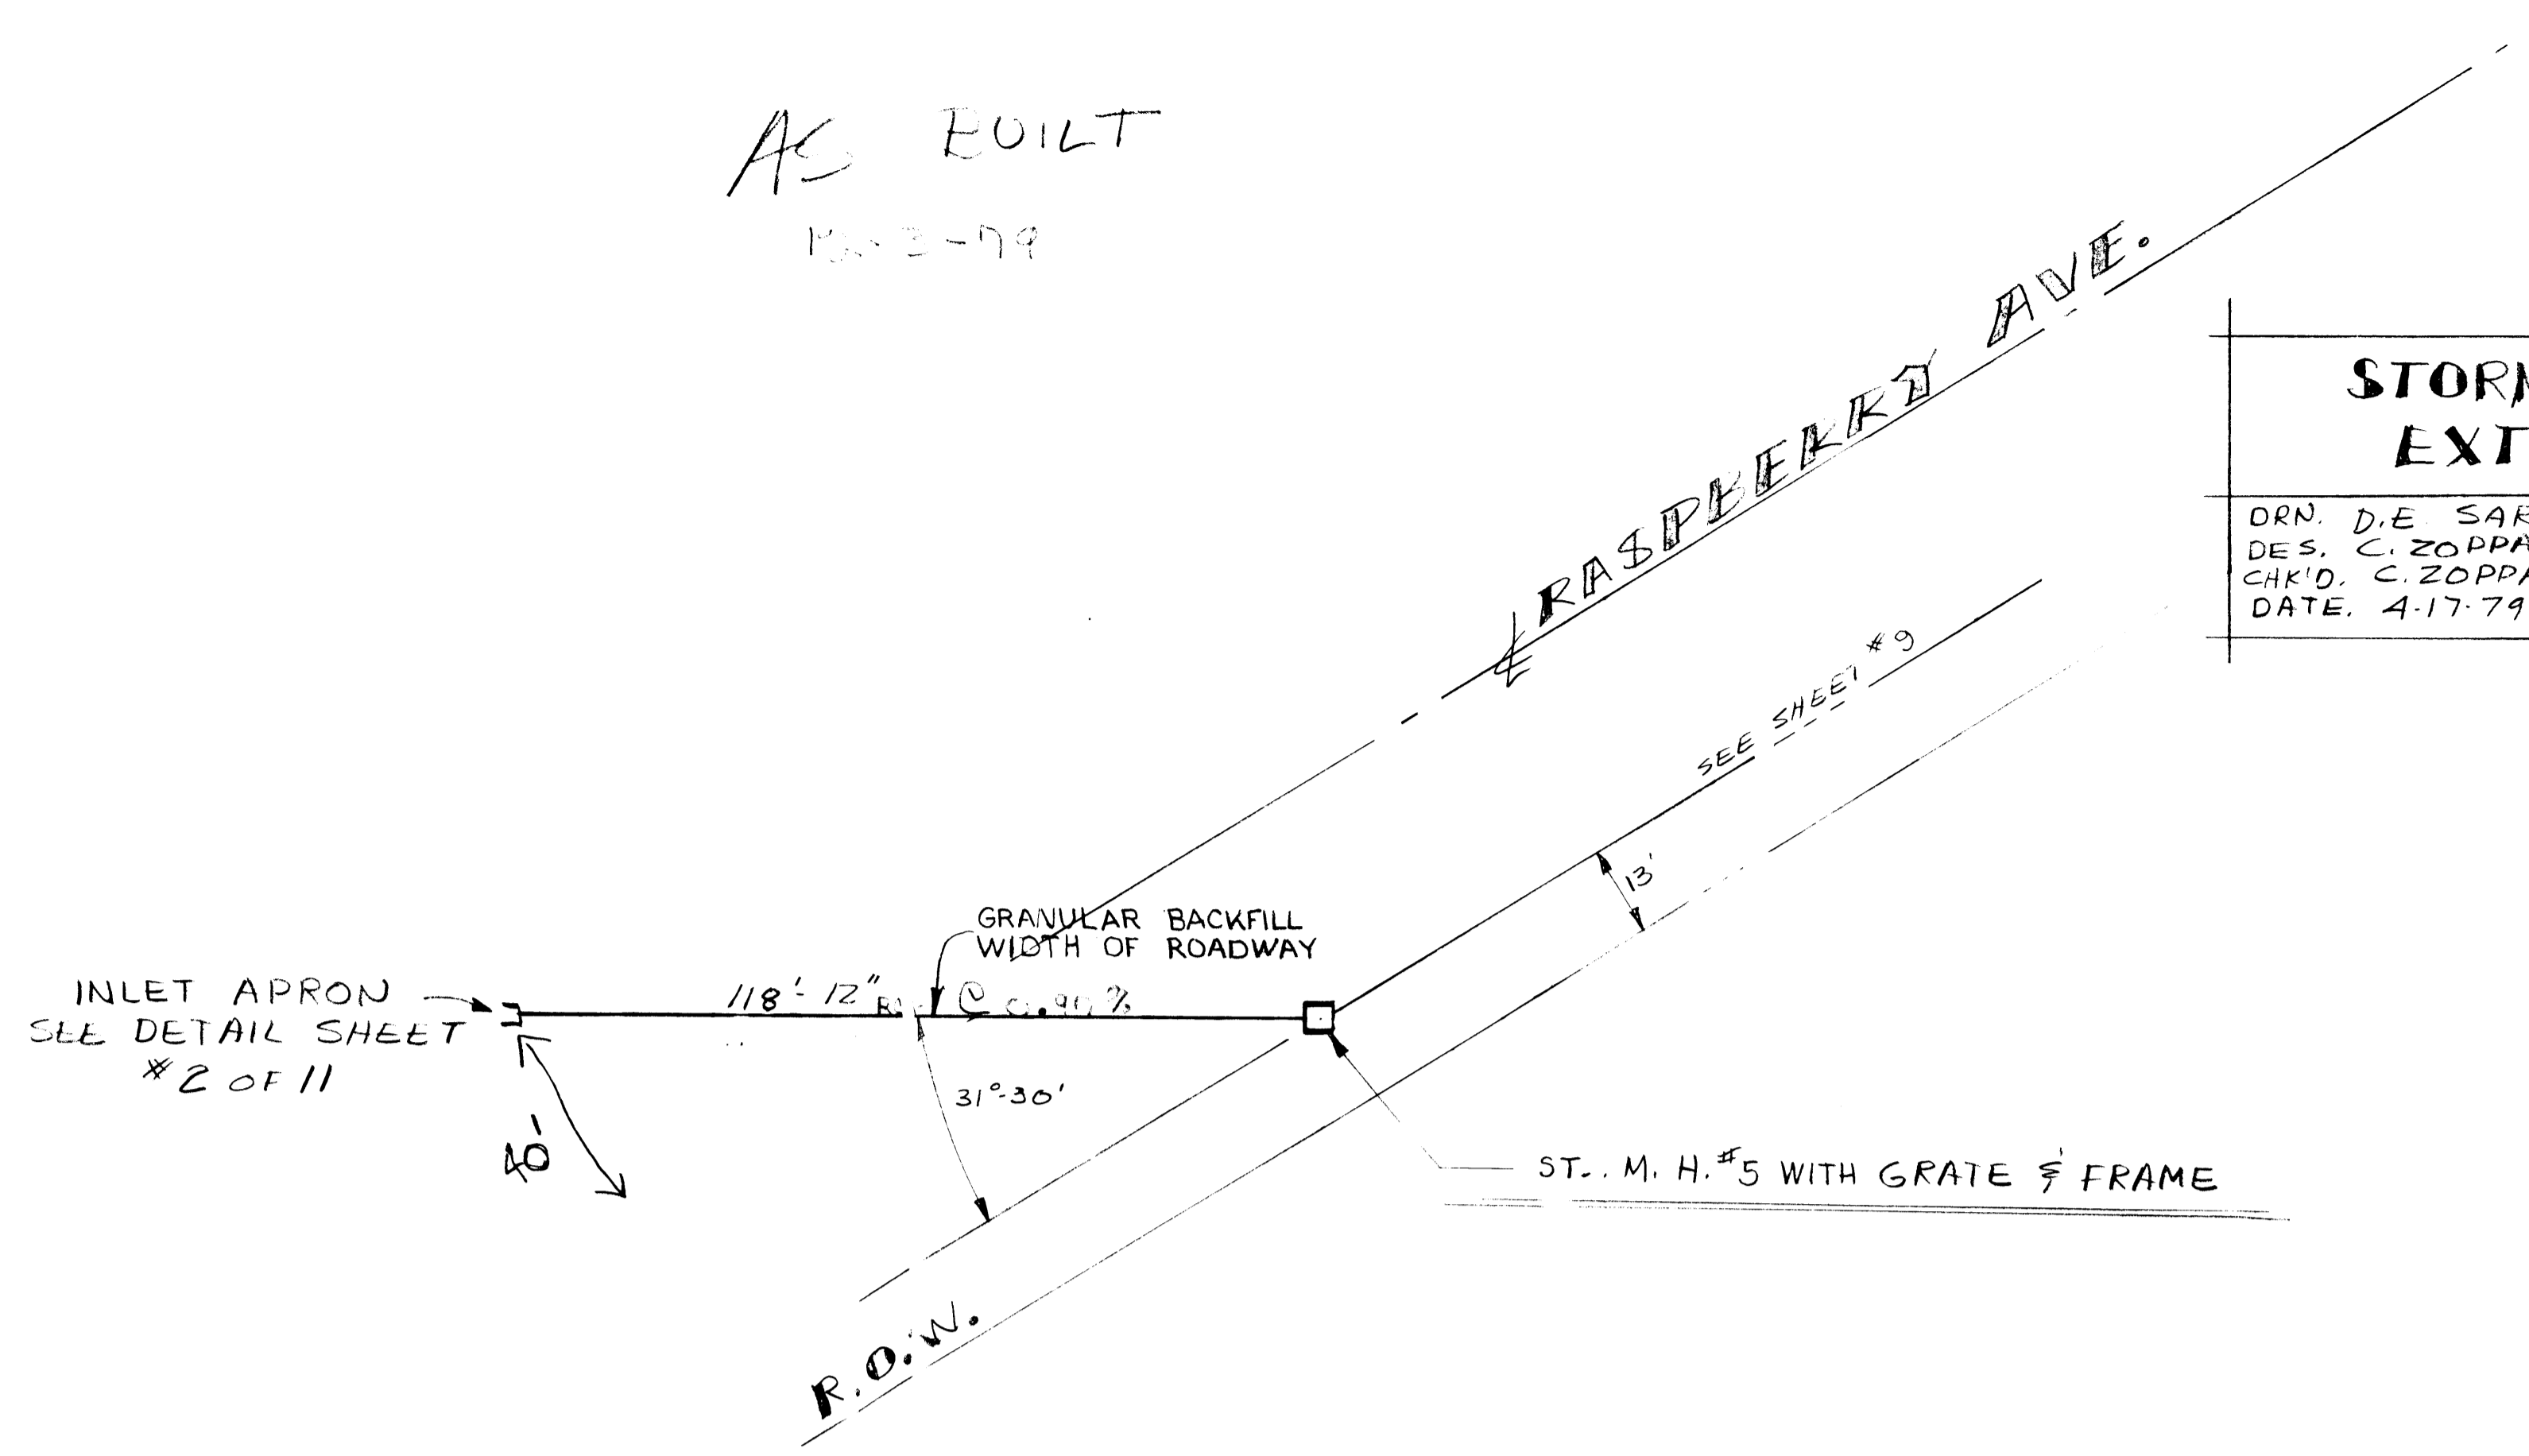 AS BUILT
-79
RASPBERRY AVE.
STORM
EXT
DRN. D.E. SAR
DES. C. ZOPPA
CHK'D. C. ZOPPA
DATE. 4-17-79
SEE SHEET #9
13'
GRANULAR BACKFILL
WIDTH OF ROADWAY
INLET APRON
SEE DETAIL SHEET
#2 OF 11
118'- 12" @ %
31°-30'
40'
ST. M. H. #5 WITH GRATE & FRAME
R.O.W.